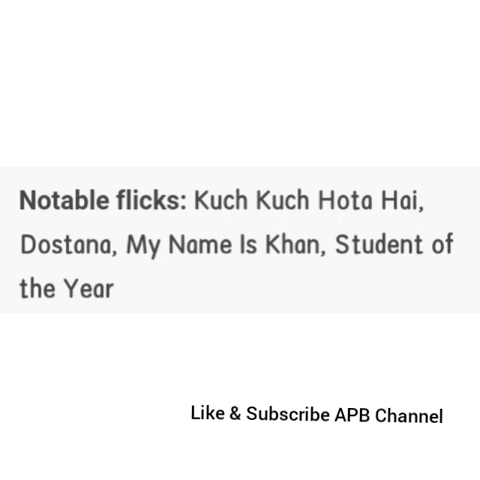 Notable flicks: Kuch Kuch Hota Hai,
Dostana, My Name Is Khan, Student of
the Year
Like & Subscribe APB Channel